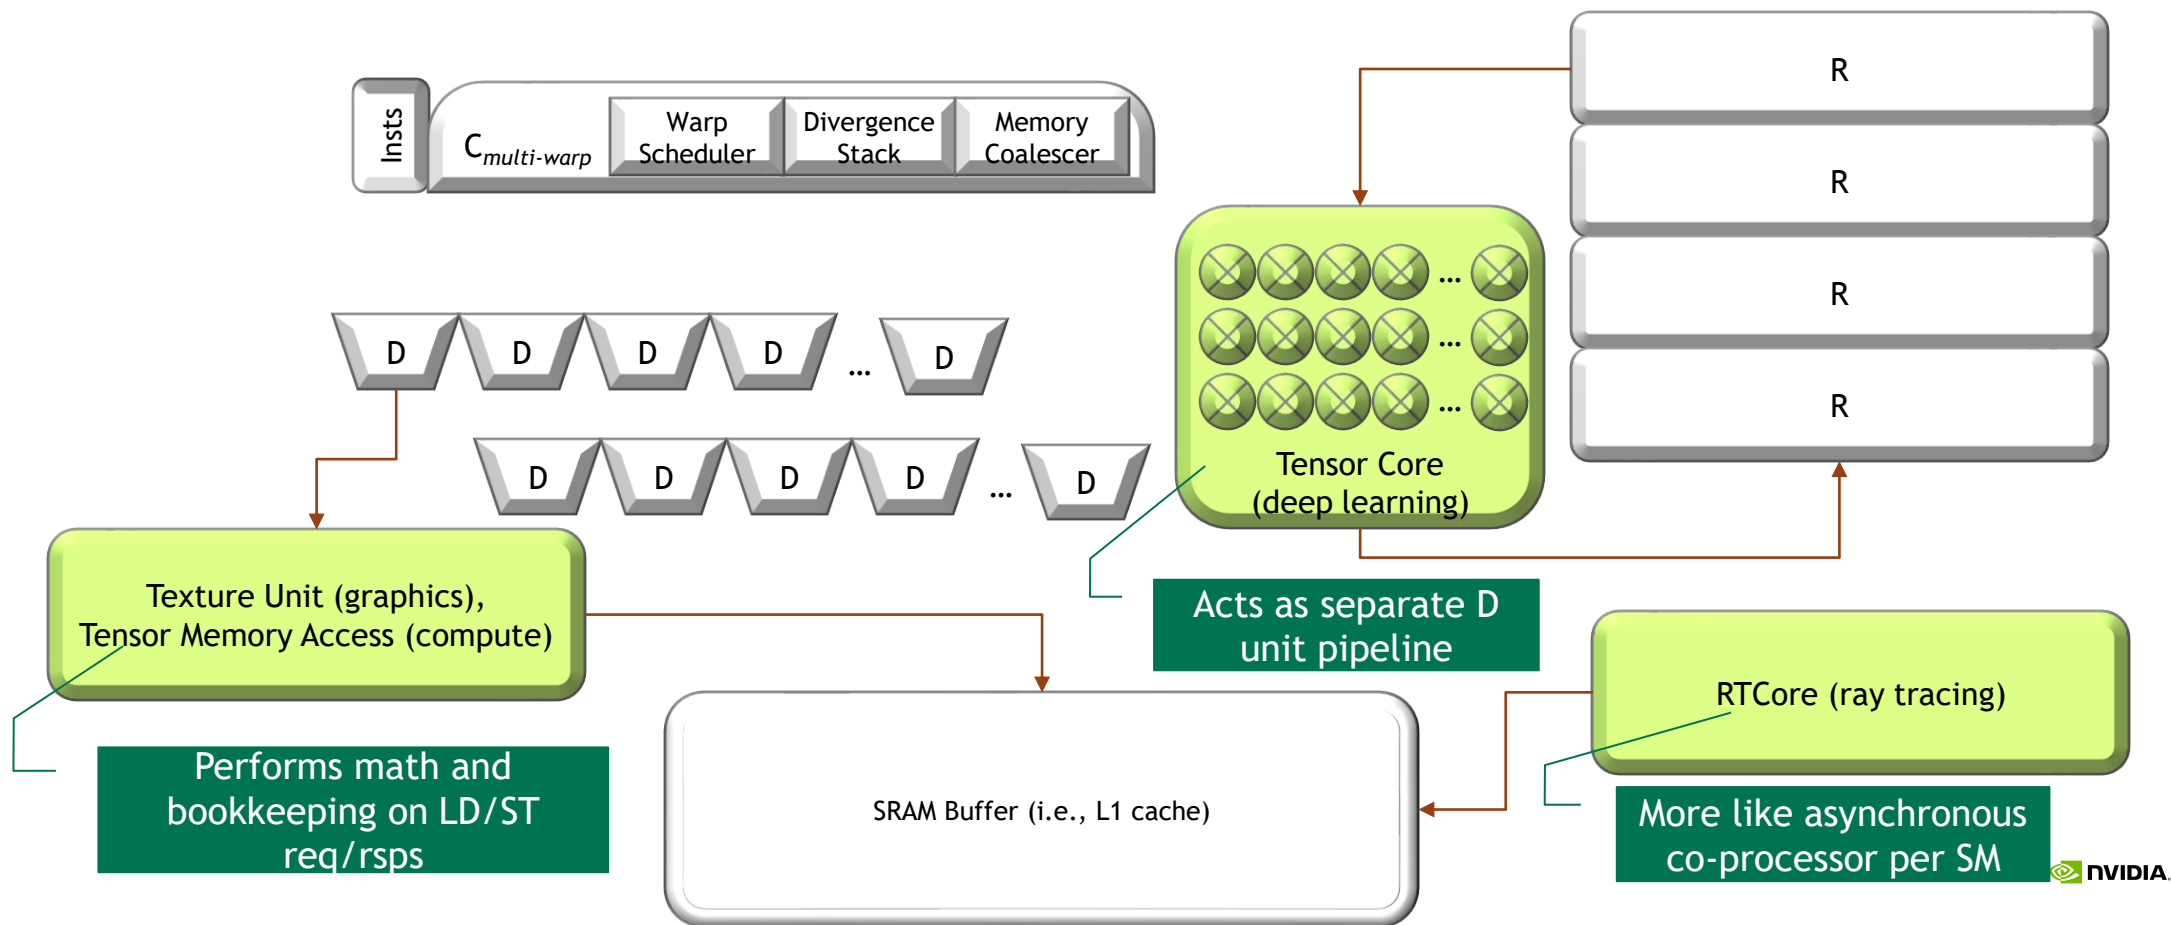 Insts
C multi-warp
Warp
Scheduler
Divergence
Stack
Memory
Coalescer
R
R
R
R
D D D D ... D
D D D D ... D
...
...
...
Tensor Core
(deep learning)
Acts as separate D
unit pipeline
Texture Unit (graphics),
Tensor Memory Access (compute)
Performs math and
bookkeeping on LD/ST
req/rsps
SRAM Buffer (i.e., L1 cache)
RTCore (ray tracing)
More like asynchronous
co-processor per SM
NVIDIA.